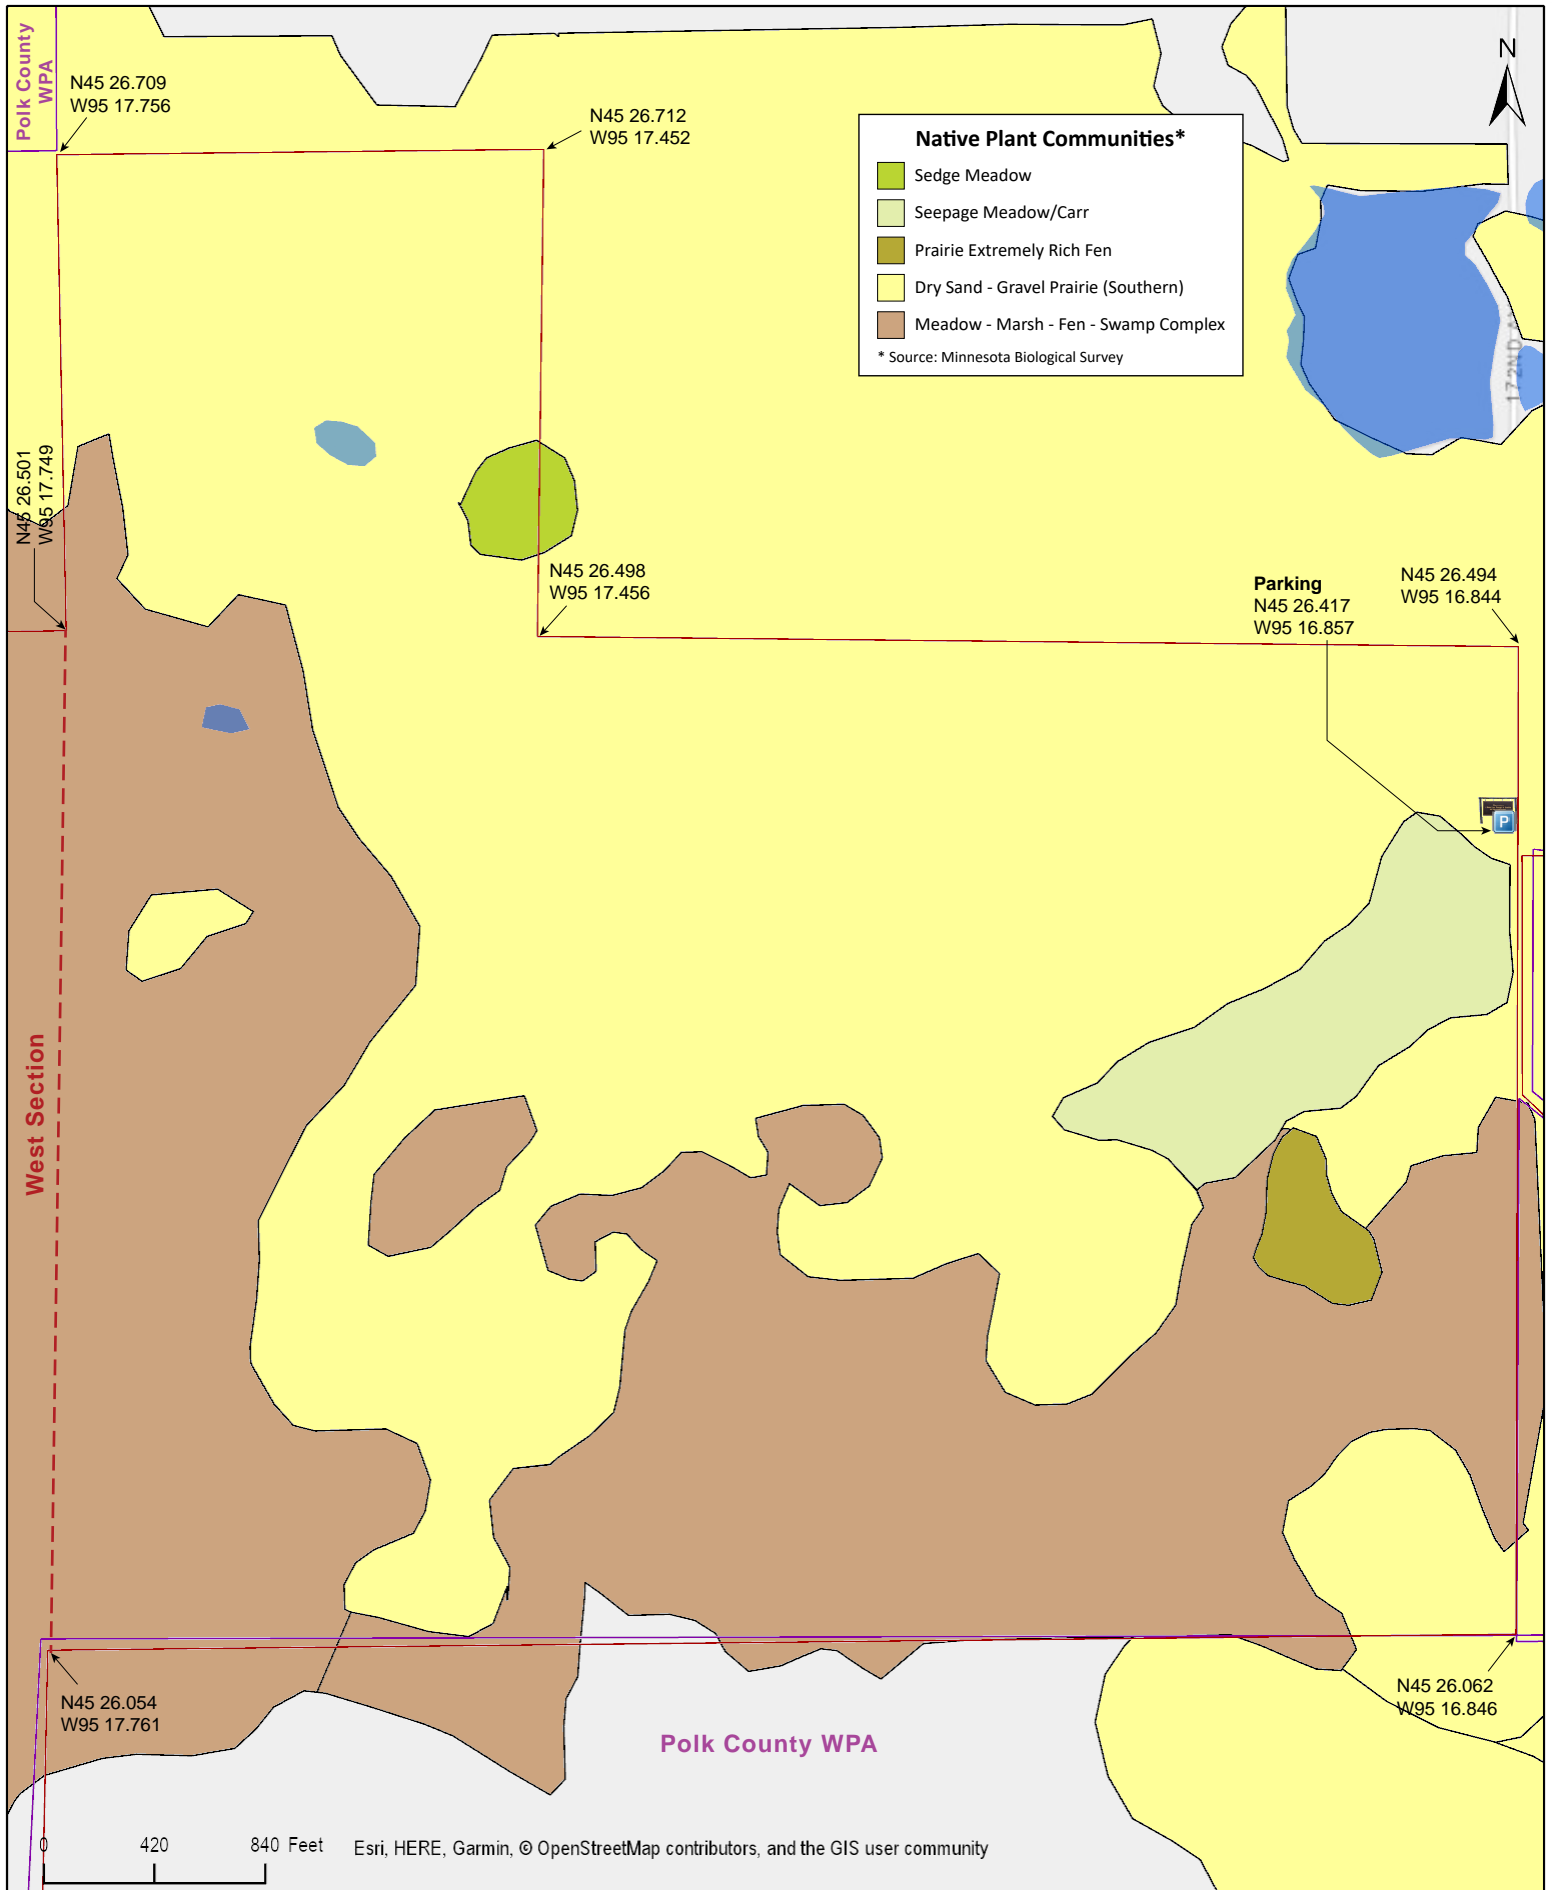 Polk County
WPA
N45 26.709
W95 17.756
N45 26.712
W95 17.452
N
Native Plant Communities*
Sedge Meadow
Seepage Meadow/Carr
Prairie Extremely Rich Fen
Dry Sand - Gravel Prairie (Southern)
Meadow - Marsh - Fen - Swamp Complex
* Source: Minnesota Biological Survey
172ND
N45 26.501
W95 17.749
N45 26.498
W95 17.456
Parking
N45 26.417
W95 16.857
N45 26.494
W95 16.844
P
West Section
N45 26.054
W95 17.761
N45 26.062
W95 16.846
Polk County WPA
0 420 840 Feet
Esri, HERE, Garmin, © OpenStreetMap contributors, and the GIS user community